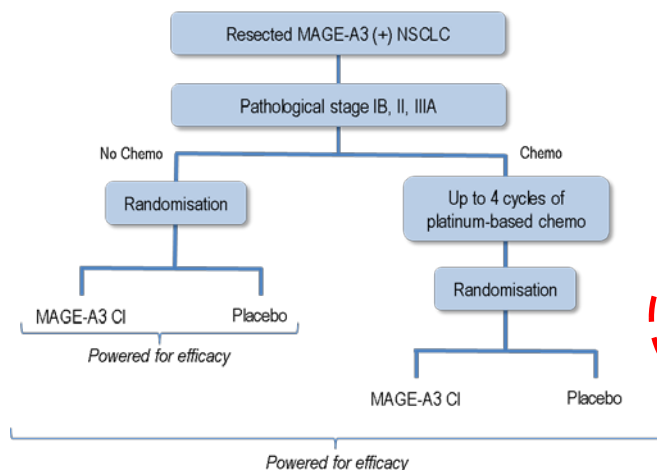 Resected MAGE-A3 (+) NSCLC
Pathological stage IB, II, IIIA
No Chemo
Chemo
Randomisation
Up to 4 cycles of
platinum-based chemo
Randomisation
MAGE-A3 CI
Placebo
Powered for efficacy
MAGE-A3 CI
Placebo
Powered for efficacy